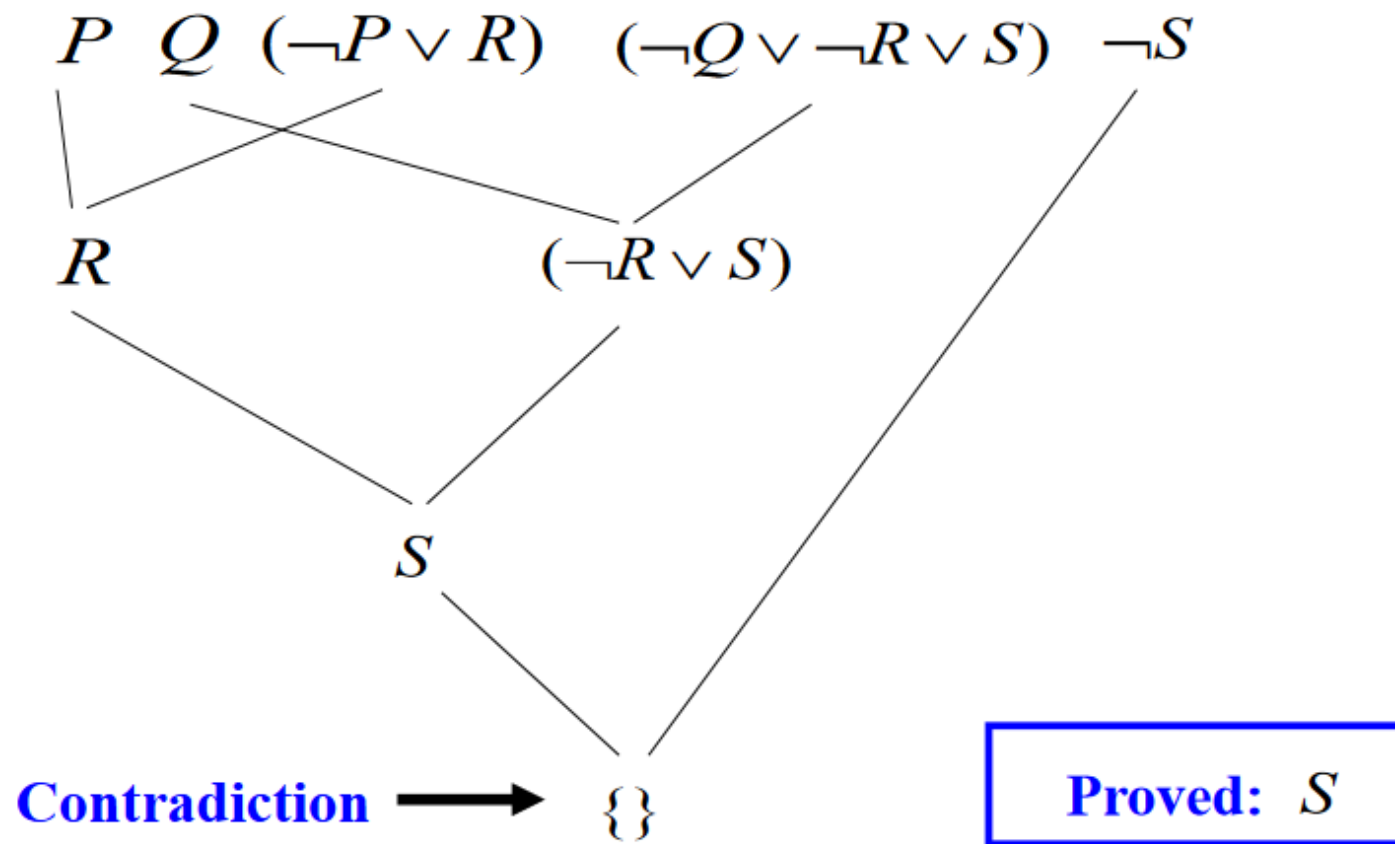 P Q (¬P ∨ R) (¬Q ∨ ¬R ∨ S) ¬S
R (¬R ∨ S)
S
Contradiction {} Proved: S